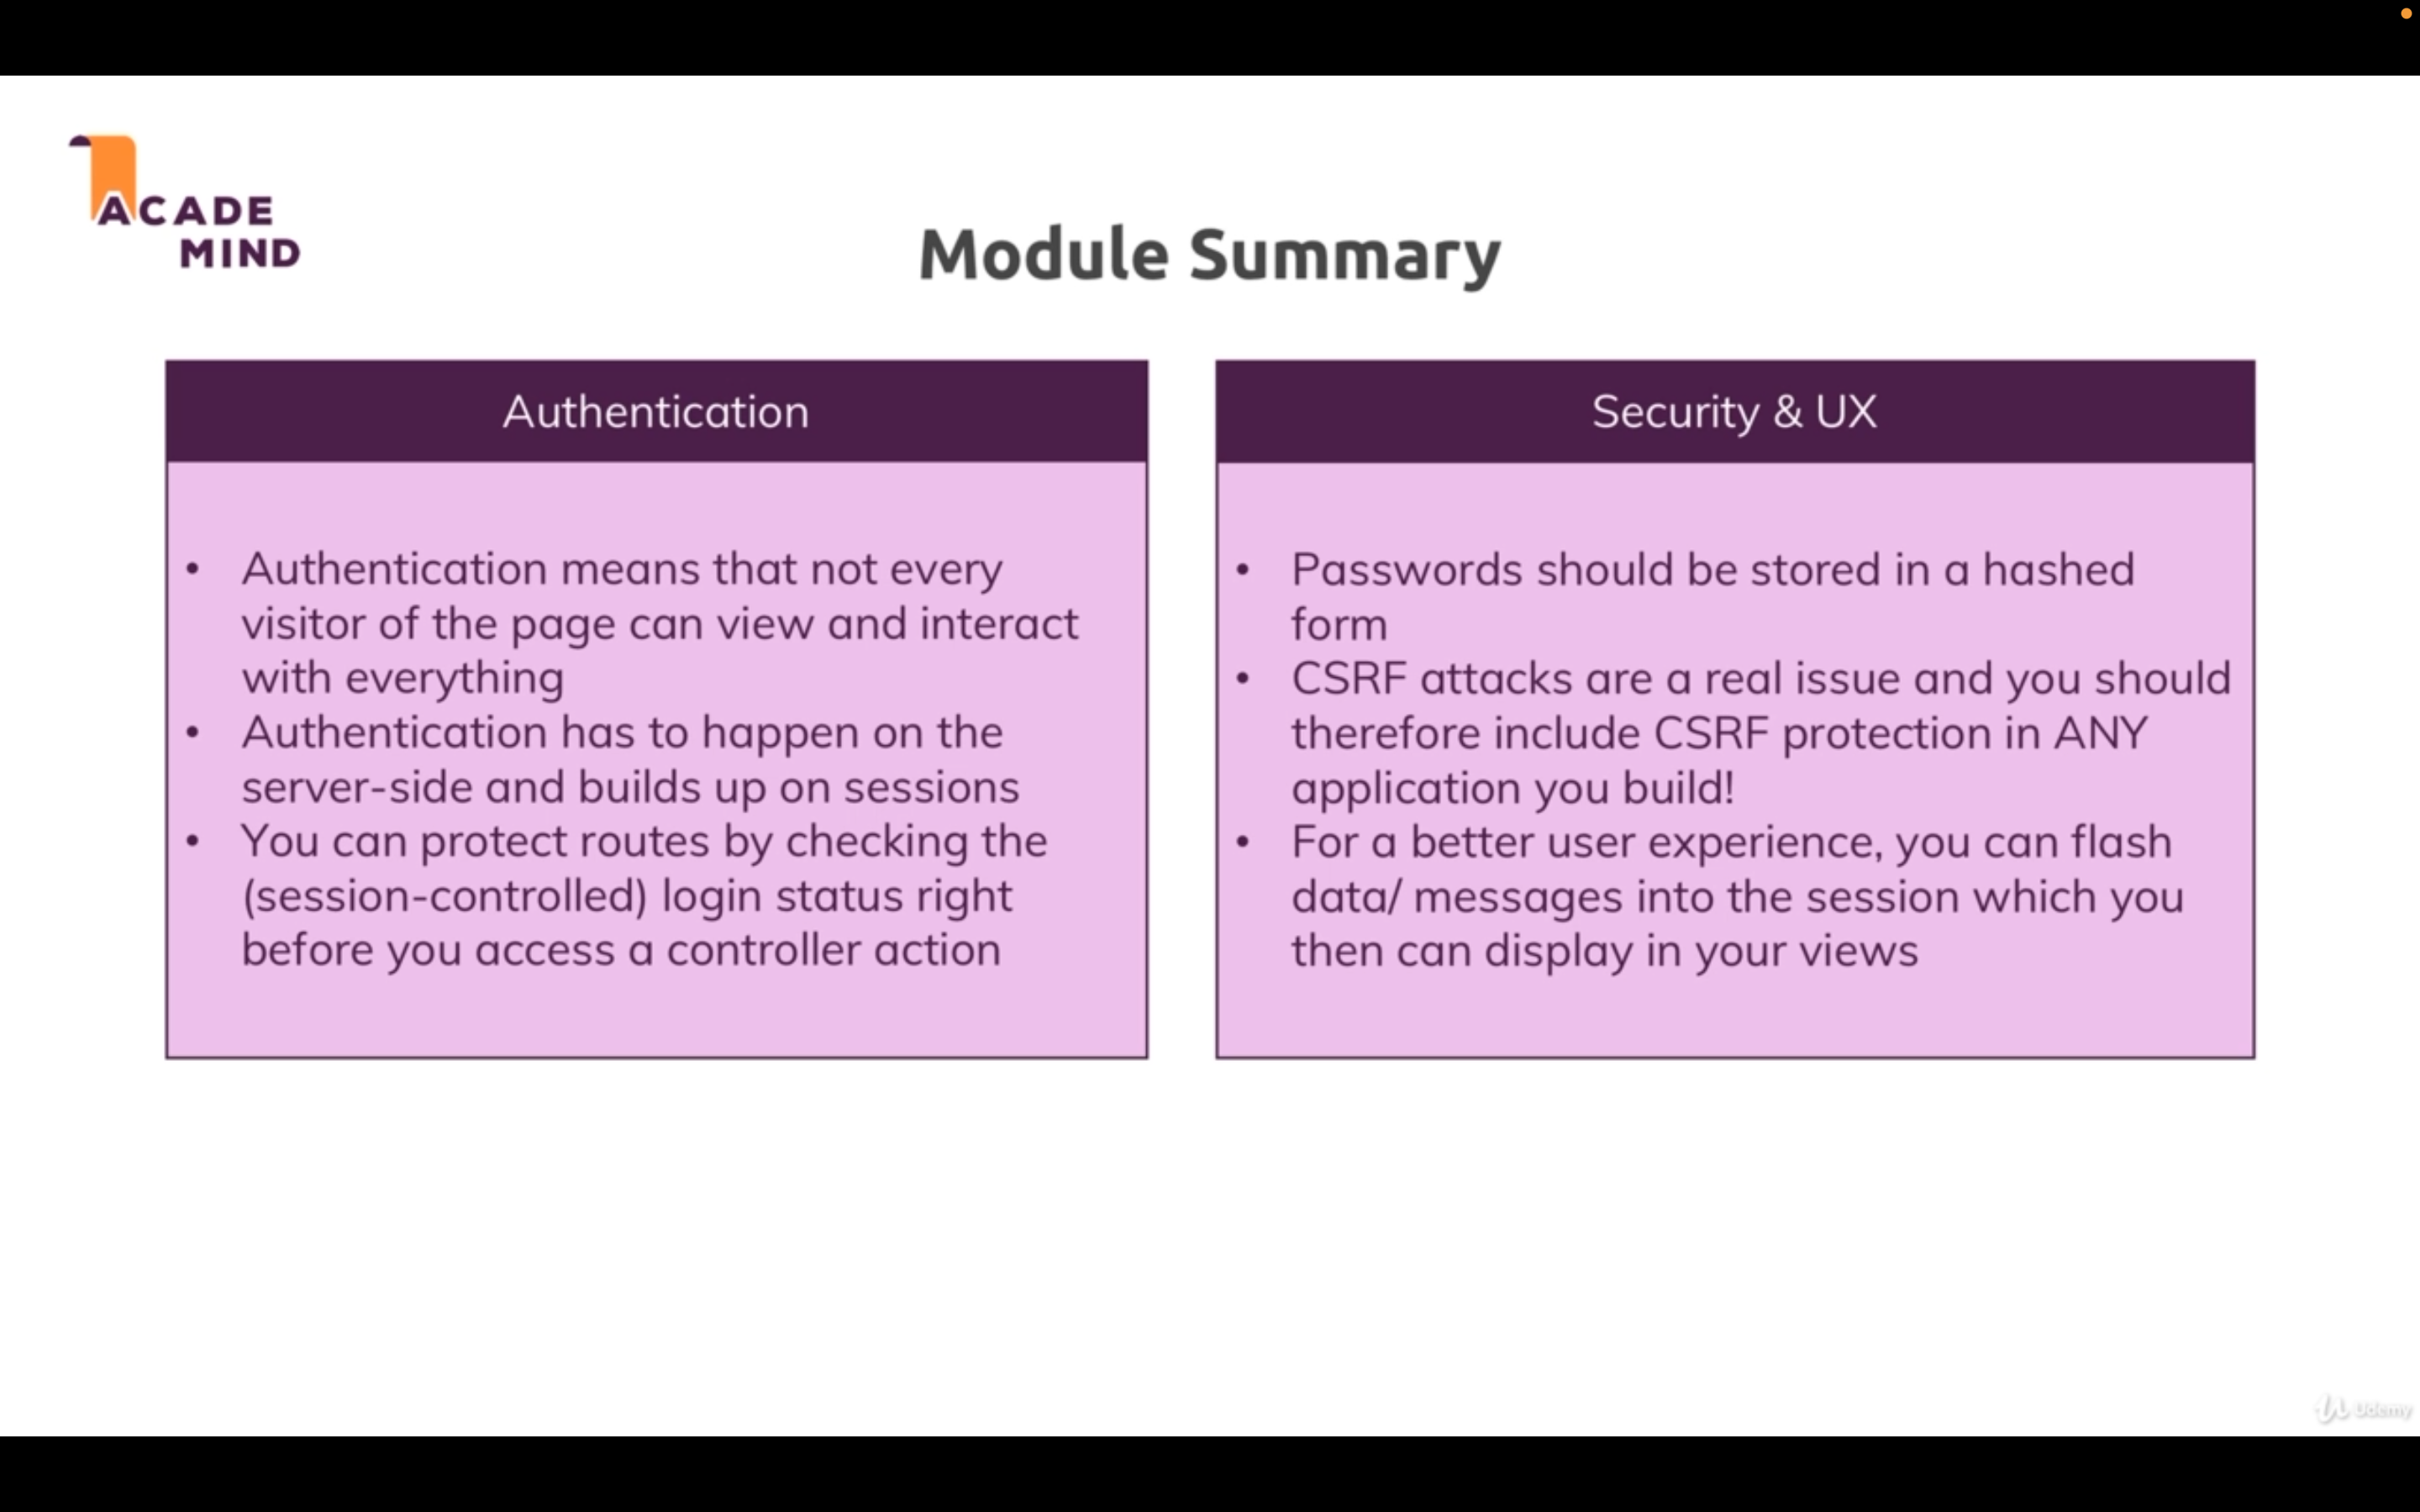 ACADE
MIND
Module Summary
Authentication
• Authentication means that not every
visitor of the page can view and interact
with everything
• Authentication has to happen on the
server-side and builds up on sessions
• You can protect routes by checking the
(session-controlled) login status right
before you access a controller action
Security & UX
• Passwords should be stored in a hashed
form
• CSRF attacks are a real issue and you should
therefore include CSRF protection in ANY
application you build!
• For a better user experience, you can flash
data/ messages into the session which you
then can display in your views
Udemy